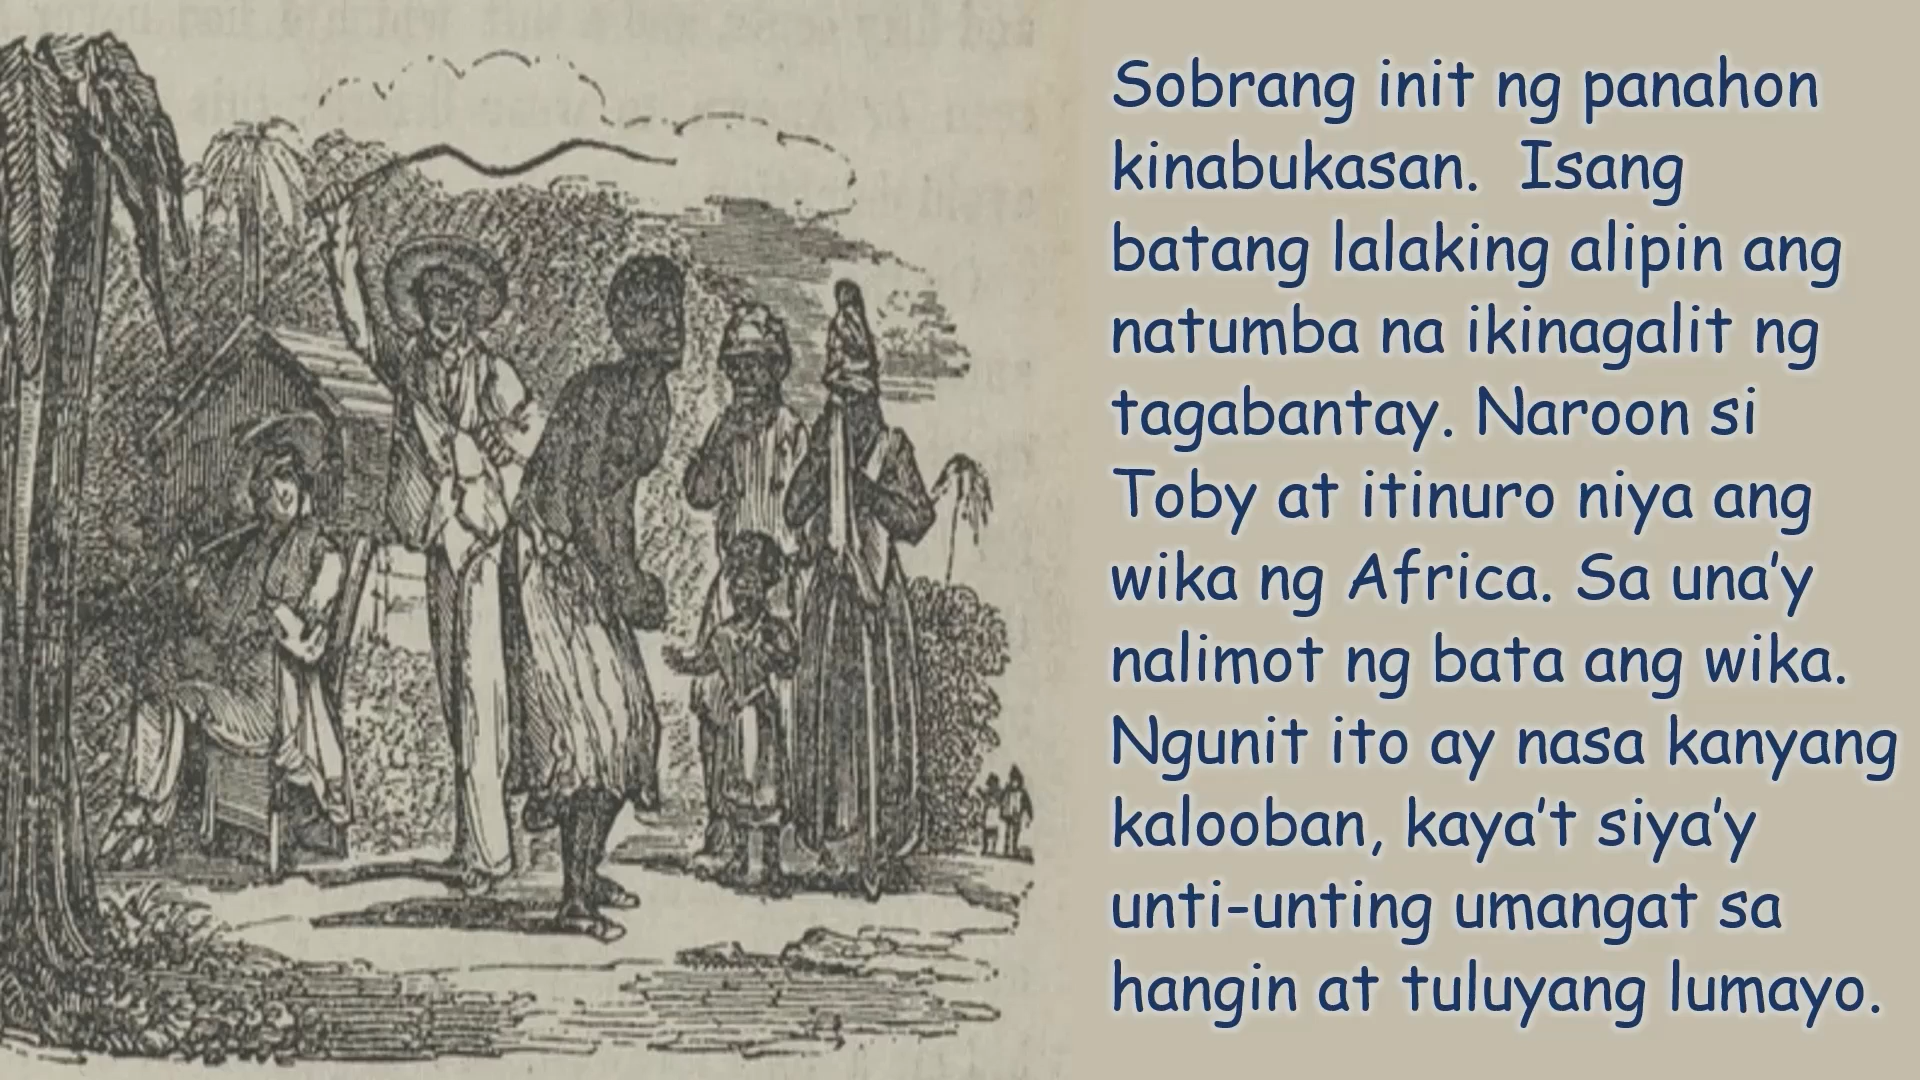 Sobrang init ng panahon
kinabukasan. Isang
batang lalaking alipin ang
natumba na ikinagalit ng
tagabantay. Naroon si
Toby at itinuro niya ang
wika ng Africa. Sa una'y
nalimot ng bata ang wika.
Ngunit ito ay nasa kanyang
kalooban, kaya't siya'y
unti-unting umangat sa
hangin at tuluyang lumayo.